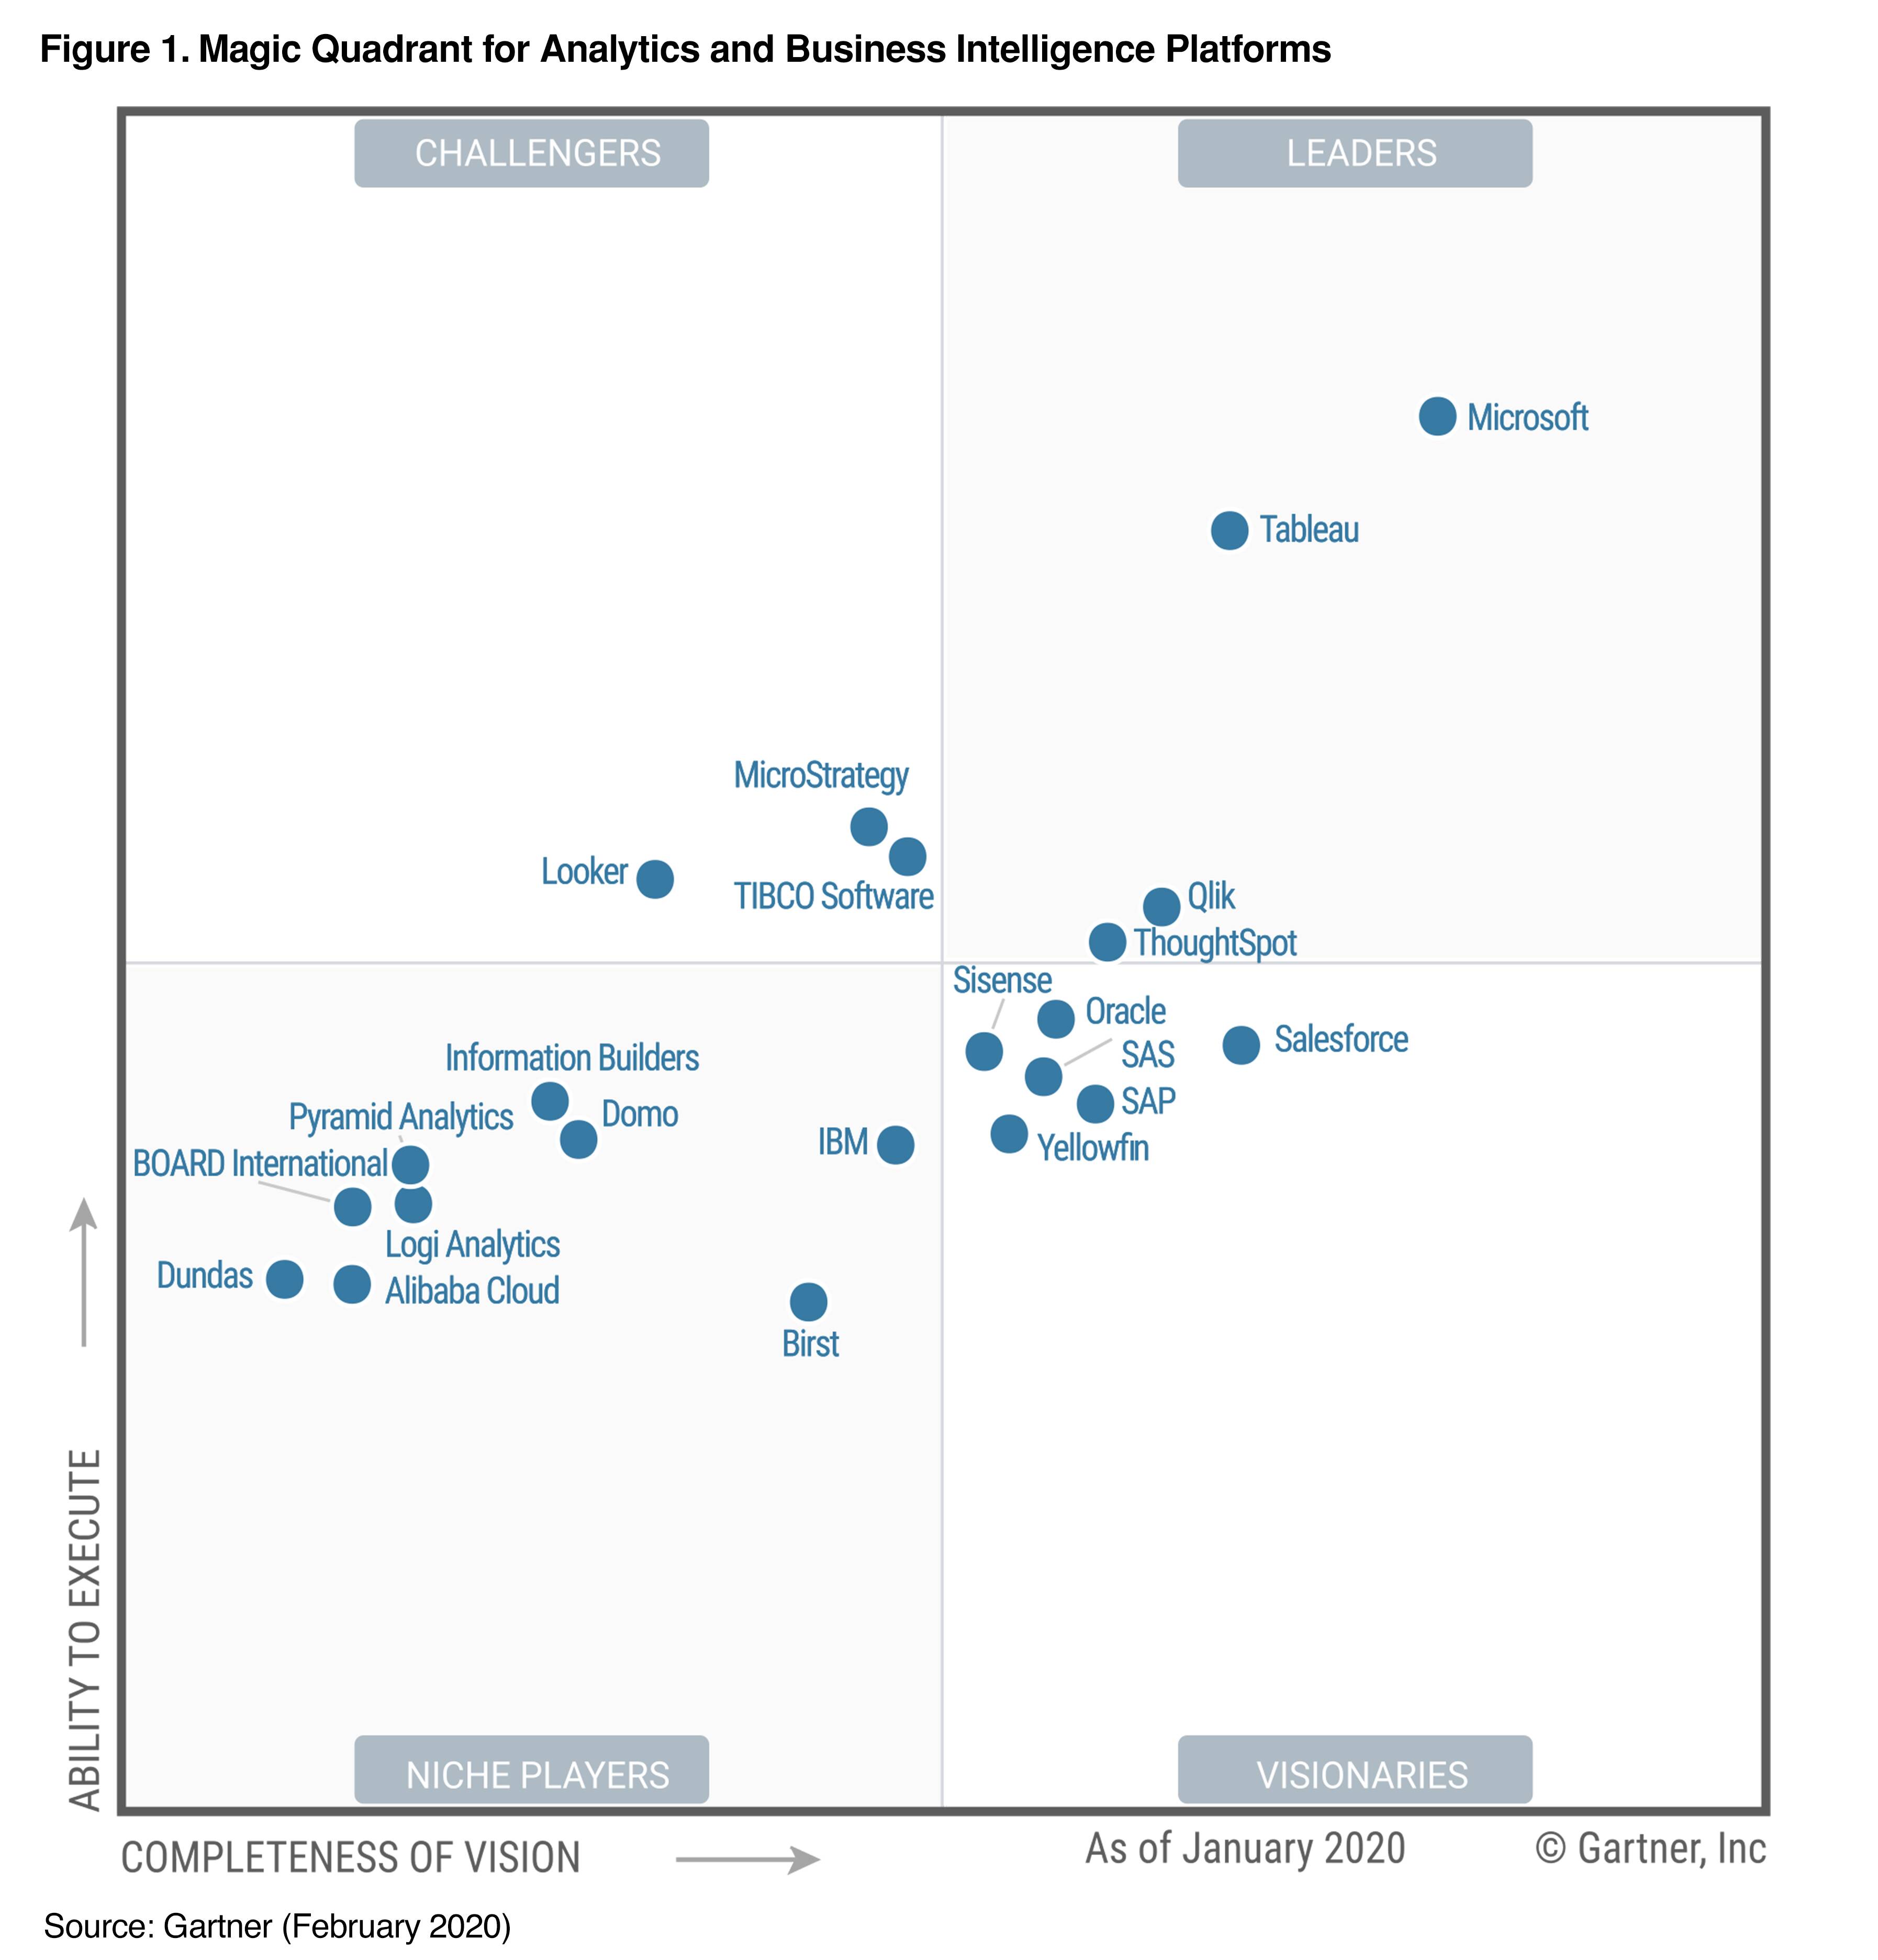 Figure 1. Magic Quadrant for Analytics and Business Intelligence Platforms
CHALLENGERS
LEADERS
Microsoft
Tableau
MicroStrategy
Looker
TIBCO Software
Qlik
ThoughtSpot
Sisense
Oracle
Salesforce
SAS
Information Builders
SAP
Pyramid Analytics
Domo
IBM
Yellowfin
BOARD International
Logi Analytics
Dundas
Alibaba Cloud
Birst
ABILITY TO EXECUTE
NICHE PLAYERS
VISIONARIES
COMPLETENESS OF VISION
As of January 2020
© Gartner, Inc
Source: Gartner (February 2020)